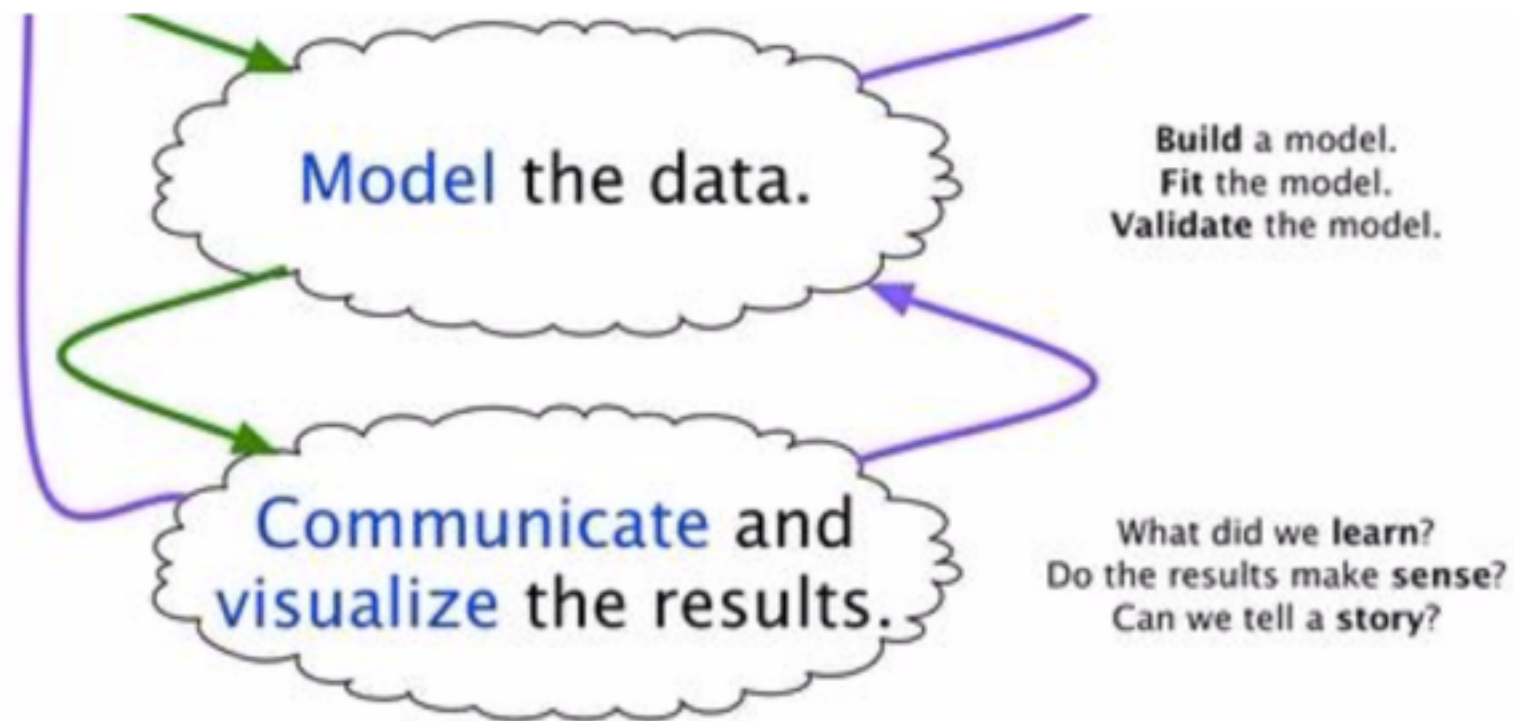 Model the data.
Build a model.
Fit the model.
Validate the model.
Communicate and
visualize the results.
What did we learn?
Do the results make sense?
Can we tell a story?